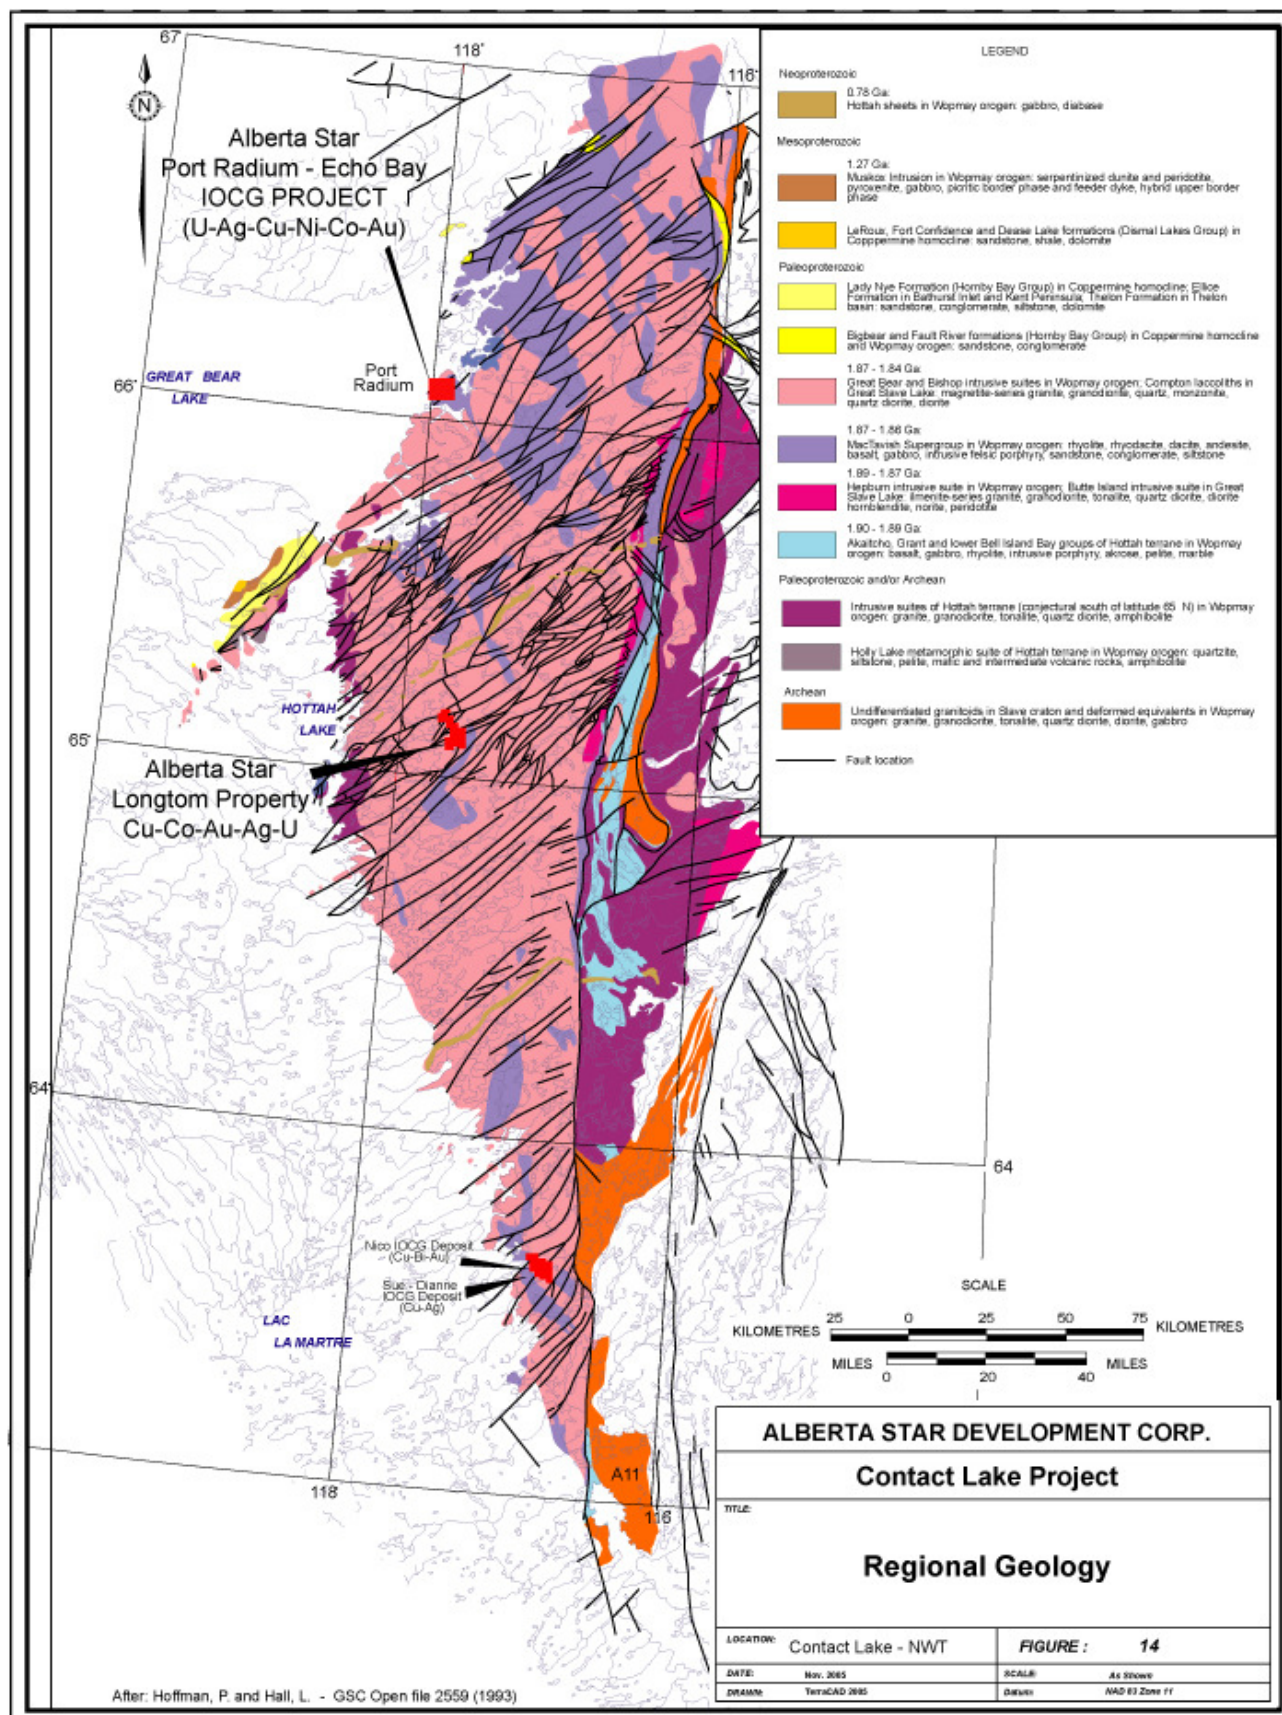 67°
118°
116°
N
Alberta Star
Port Radium - Echo Bay
IOCG PROJECT
(U-Ag-Cu-Ni-Co-Au)
Port
Radium
66°
GREAT BEAR
LAKE
HOTTAH
LAKE
65°
Alberta Star
Longtom Property
Cu-Co-Au-Ag-U
64°
64
Nico IOCG Deposit
(Cu-Bi-Au)
Sue - Dianne
IOCG Deposit
(Cu-Ag)
LAC
LA MARTRE
A11
118°
116°
LEGEND
Neoproterozoic
0.78 Ga:
Hottah sheets in Wopmay orogen: gabbro, diabase
Mesoproterozoic
1.27 Ga:
Muskox Intrusion in Wopmay orogen: serpentinized dunite and peridotite,
pyroxenite, gabbro, picritic border phase and feeder dyke, hybrid upper border
phase
LeRoux, Fort Confidence and Dease Lake formations (Dismal Lakes Group) in
Copppermine homocline: sandstone, shale, dolomite
Paleoproterozoic
Lady Nye Formation (Hornby Bay Group) in Coppermine homocline; Ellice
Formation in Bathurst Inlet and Kent Peninsula; Thelon Formation in Thelon
basin: sandstone, conglomerate, siltstone, dolomite
Bigbear and Fault River formations (Hornby Bay Group) in Coppermine homocline
and Wopmay orogen: sandstone, conglomerate
1.87 - 1.84 Ga:
Great Bear and Bishop intrusive suites in Wopmay orogen; Compton laccoliths in
Great Slave Lake: magnetite-series granite, granodiorite, quartz, monzonite,
quartz diorite, diorite
1.87 - 1.86 Ga:
MacTavish Supergroup in Wopmay orogen: rhyolite, rhyodacite, dacite, andesite,
basalt, gabbro, intrusive felsic porphyry, sandstone, conglomerate, siltstone
1.89 - 1.87 Ga:
Hepburn intrusive suite in Wopmay orogen; Butte Island intrusive suite in Great
Slave Lake: ilmenite-series granite, granodiorite, tonalite, quartz diorite, diorite
hornblendite, norite, peridotite
1.90 - 1.89 Ga:
Akaitcho, Grant and lower Bell Island Bay groups of Hottah terrane in Wopmay
orogen: basalt, gabbro, rhyolite, intrusive porphyry, akrose, pelite, marble
Paleoproterozoic and/or Archean
Intrusive suites of Hottah terrane (conjectural south of latitude 65 N) in Wopmay
orogen: granite, granodiorite, tonalite, quartz diorite, amphibolite
Holly Lake metamorphic suite of Hottah terrane in Wopmay orogen: quartzite,
siltstone, pelite, mafic and intermediate volcanic rocks, amphibolite
Archean
Undifferentiated granitoids in Slave craton and deformed equivalents in Wopmay
orogen: granite, granodiorite, tonalite, quartz diorite, diorite, gabbro
Fault location
SCALE
25 0 25 50 75
KILOMETRES KILOMETRES
MILES MILES
0 20 40
ALBERTA STAR DEVELOPMENT CORP.
Contact Lake Project
TITLE:
Regional Geology
LOCATION: Contact Lake - NWT FIGURE : 14
DATE: Nov. 2005 SCALE: As Shown
DRAWN: TerraCAD 2005 Datum: NAD 83 Zone 11
After: Hoffman, P. and Hall, L. - GSC Open file 2559 (1993)